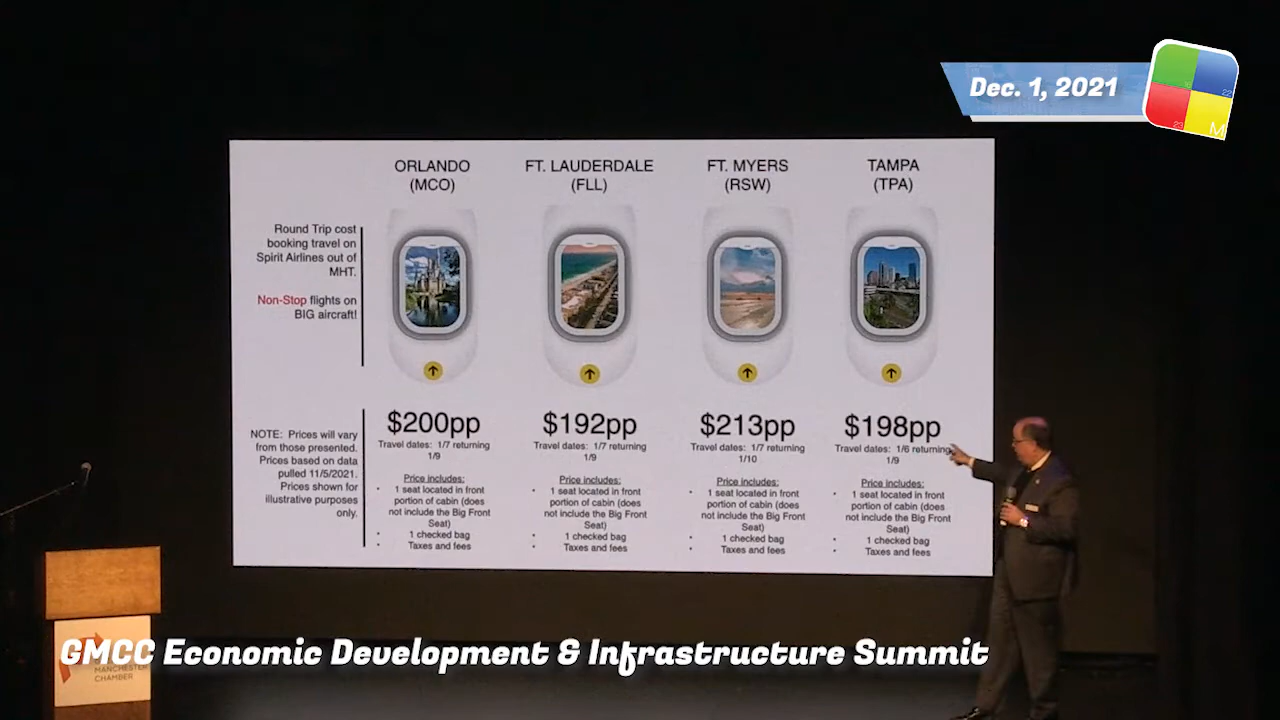 Dec. 1, 2021
22
23
M
ORLANDO
(MCO)
FT. LAUDERDALE
(FLL)
FT. MYERS
(RSW)
TAMPA
(TPA)
Round Trip cost
booking travel on
Spirit Airlines out of
MHT.
Non-Stop flights on
BIG aircraft!
NOTE: Prices will vary
from those presented.
Prices based on data
pulled 11/5/2021.
Prices shown for
illustrative purposes
only.
$200pp
Travel dates: 1/7 returning
1/9
Price includes:
• 1 seat located in front
portion of cabin (does
not include the Big Front
Seat)
• 1 checked bag
• Taxes and fees
$192pp
Travel dates: 1/7 returning
1/9
Price includes:
• 1 seat located in front
portion of cabin (does
not include the Big Front
Seat)
• 1 checked bag
• Taxes and fees
$213pp
Travel dates: 1/7 returning
1/10
Price includes:
• 1 seat located in front
portion of cabin (does
not include the Big Front
Seat)
• 1 checked bag
• Taxes and fees
$198pp
Travel dates: 1/6 returning
1/9
Price includes:
• 1 seat located in front
portion of cabin (does
not include the Big Front
Seat)
• 1 checked bag
• Taxes and fees
GMCC Economic Development & Infrastructure Summit
MANCHESTER
CHAMBER